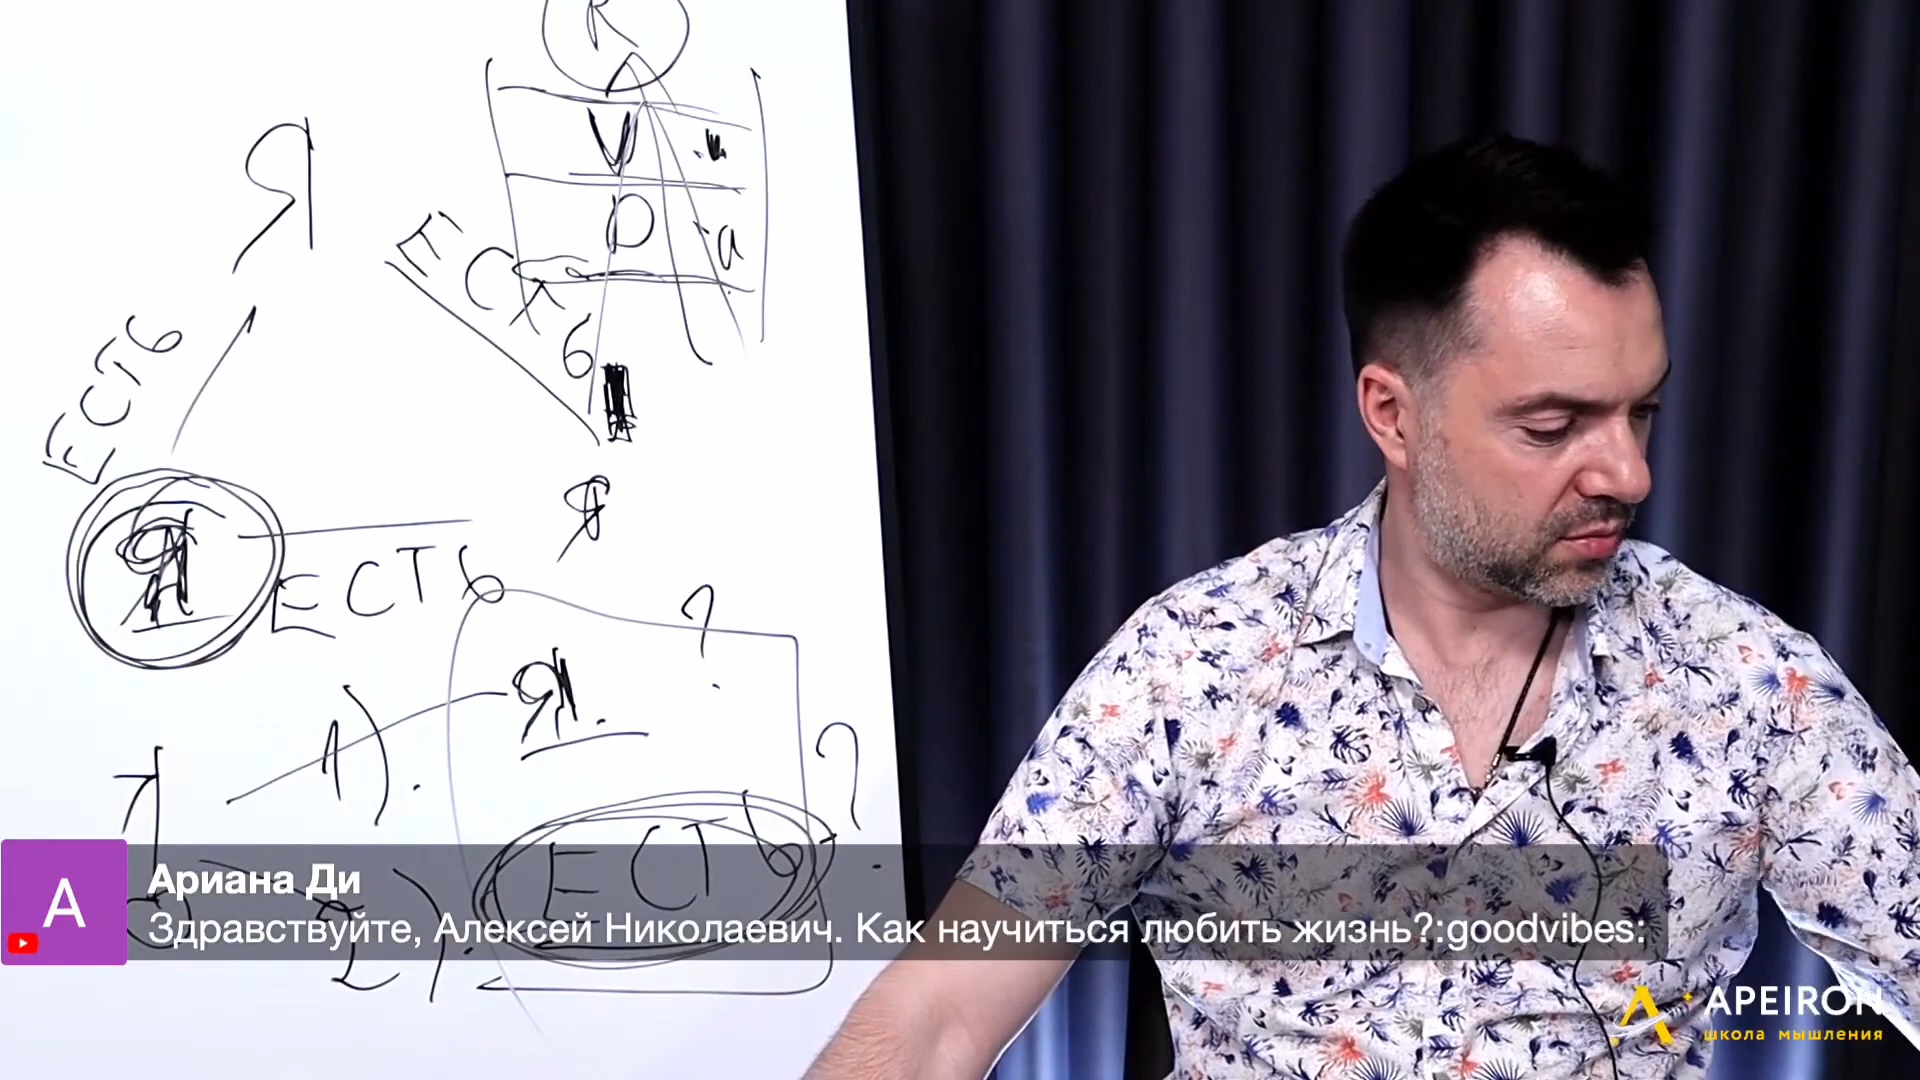 R
V
D
а
Я
ЕСТЬ
ЕСТЬ
Я
Я
ЕСТЬ
?
1).
Я.
?
2).
ЕСТЬ
А
Ариана Ди
Здравствуйте, Алексей Николаевич. Как научиться любить жизнь?:goodvibes:
APEIRON
школа мышления